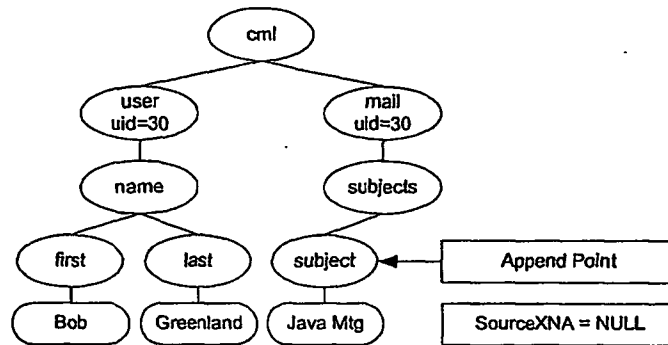 cml
user
uid=30
mail
uid=30
name
subjects
first
last
subject
Append Point
Bob
Greenland
Java Mtg
SourceXNA = NULL